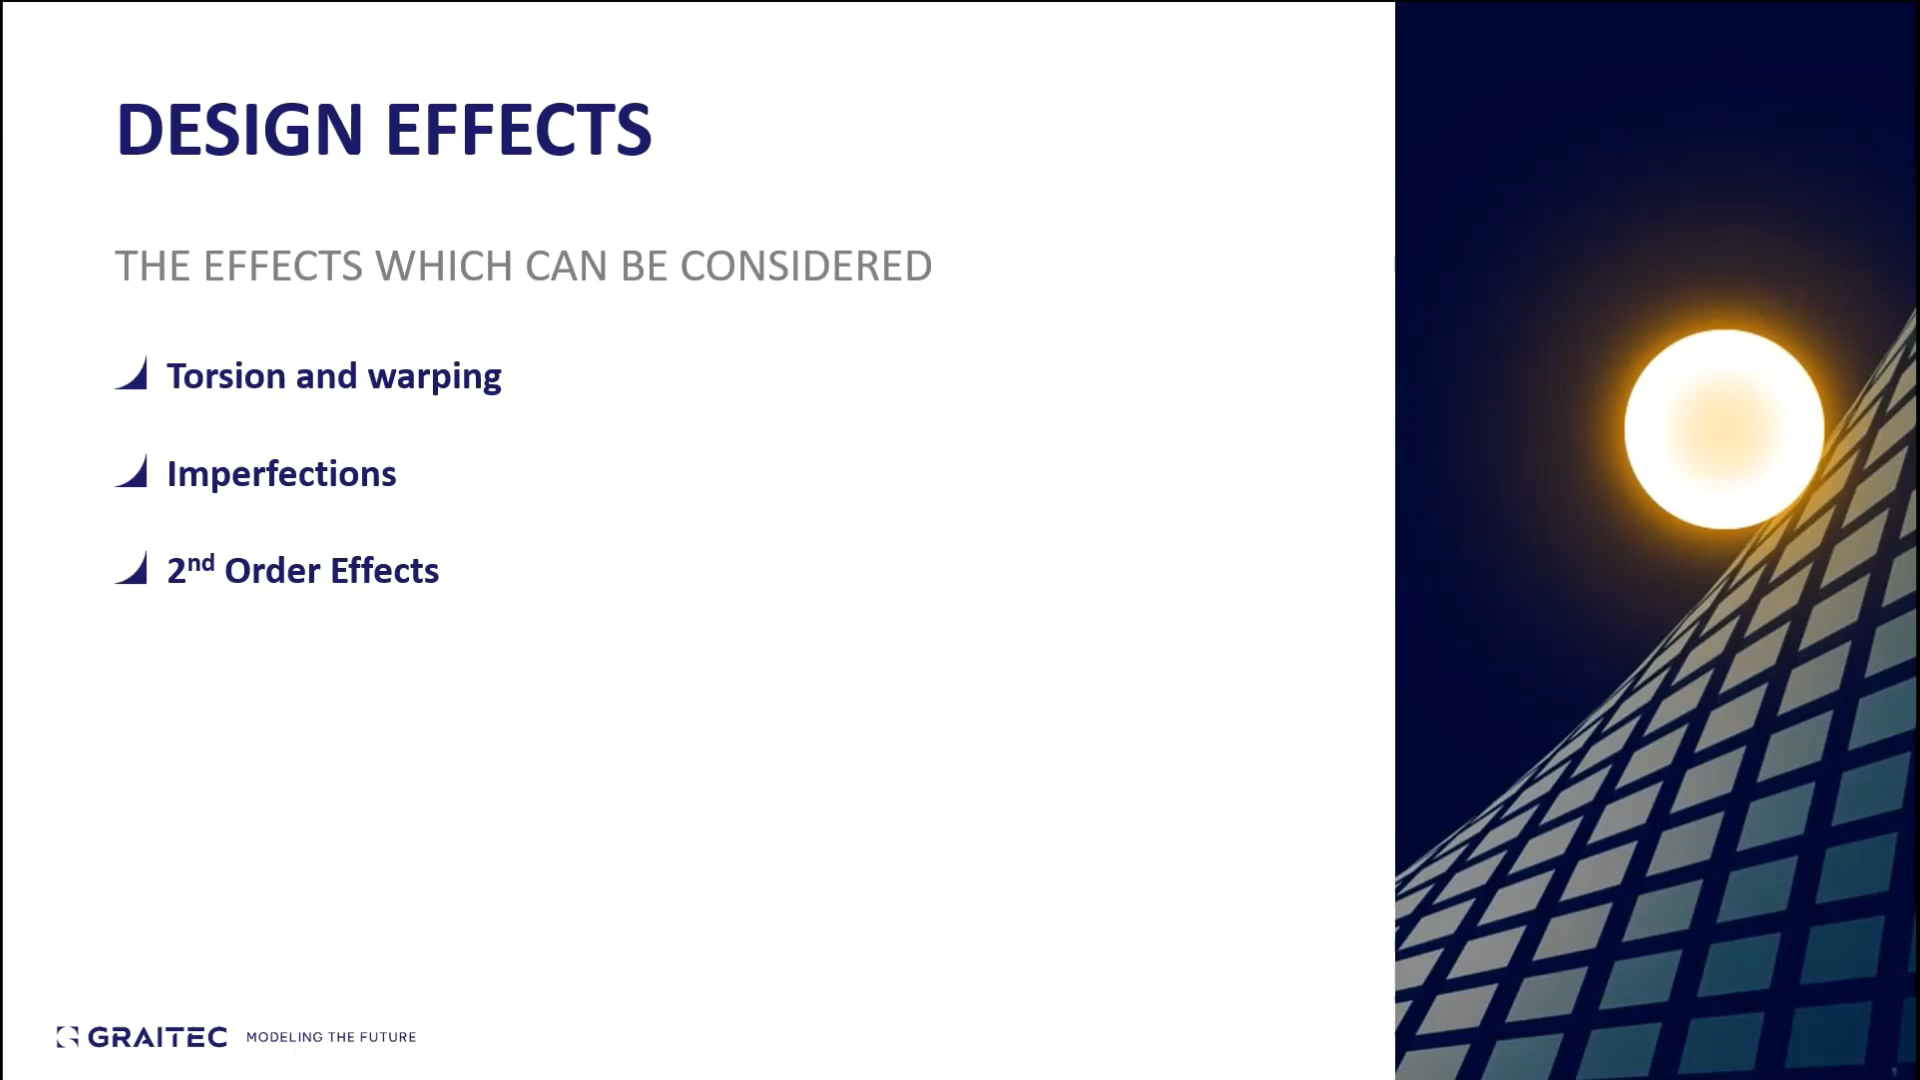 DESIGN EFFECTS
THE EFFECTS WHICH CAN BE CONSIDERED
Torsion and warping
Imperfections
2nd Order Effects
GRAITEC MODELING THE FUTURE